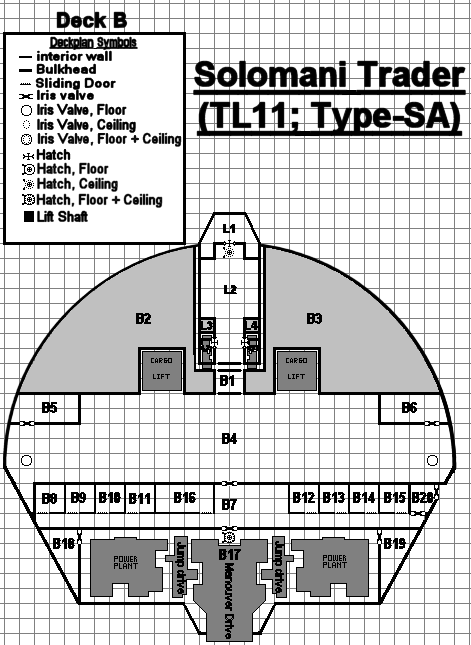 Deck B
Deckplan Symbols
interior wall
Bulkhead
Sliding Door
Iris valve
Iris Valve, Floor
Iris Valve, Ceiling
Iris Valve, Floor + Ceiling
Hatch
Hatch, Floor
Hatch, Ceiling
Hatch, Floor + Ceiling
Lift Shaft
Solomani Trader
(TL11; Type-SA)
L1
L2
B2
B3
L3
L4
CARGO
LIFT
CARGO
LIFT
B1
B5
B6
B4
B8 B9 B10 B11 B16 B7 B12 B13 B14 B15 B20
B18
B19
B17
POWER
PLANT
Jump drive
Manouver Drive
Jump drive
POWER
PLANT